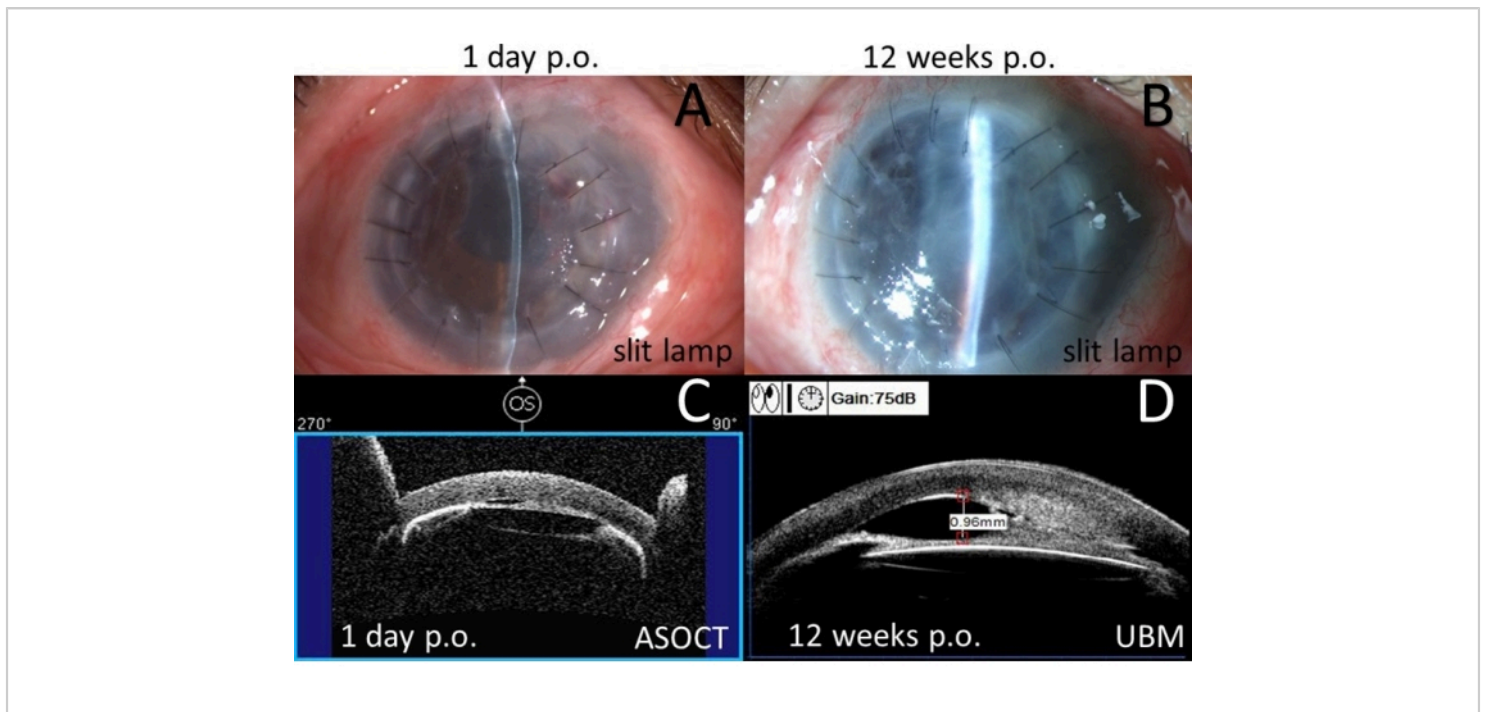 1 day p.o.
12 weeks p.o.
A
B
slit lamp
slit lamp
OS
C
270°
90°
Gain:75dB
D
0.96mm
1 day p.o.
ASOCT
12 weeks p.o.
UBM